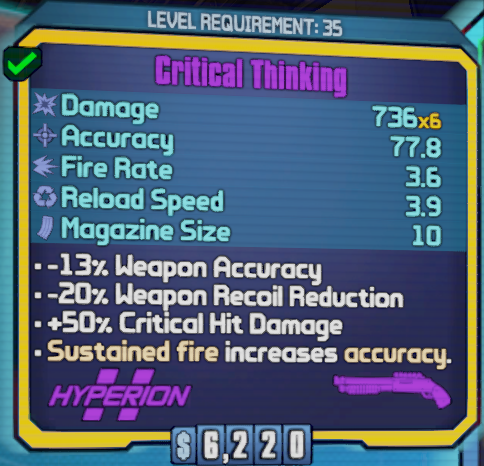 LEVEL REQUIREMENT: 35
Critical Thinking
Damage 736x6
Accuracy 77.8
Fire Rate 3.6
Reload Speed 3.9
Magazine Size 10
• -13% Weapon Accuracy
• -20% Weapon Recoil Reduction
• +50% Critical Hit Damage
• Sustained fire increases accuracy.
HYPERION
$ 6,220